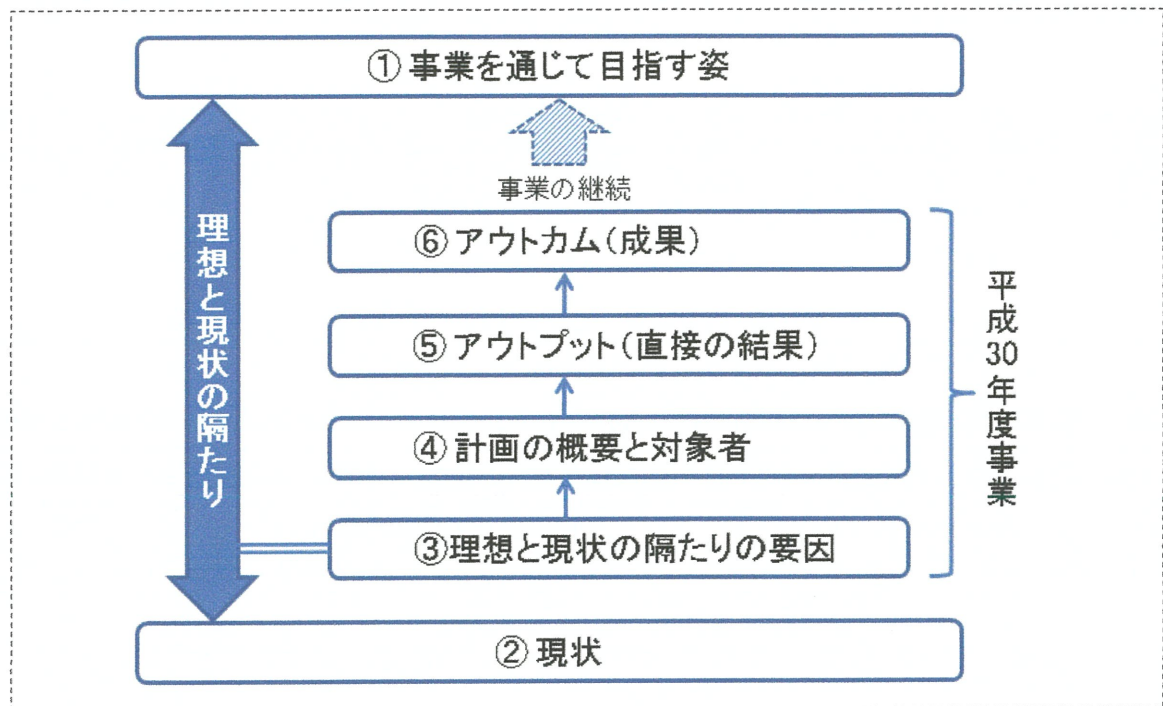 ①事業を通じて目指す姿
事業の継続
理想と現状の隔たり
⑥アウトカム(成果)
⑤アウトプット(直接の結果)
④計画の概要と対象者
③理想と現状の隔たりの要因
平成30年度事業
②現状